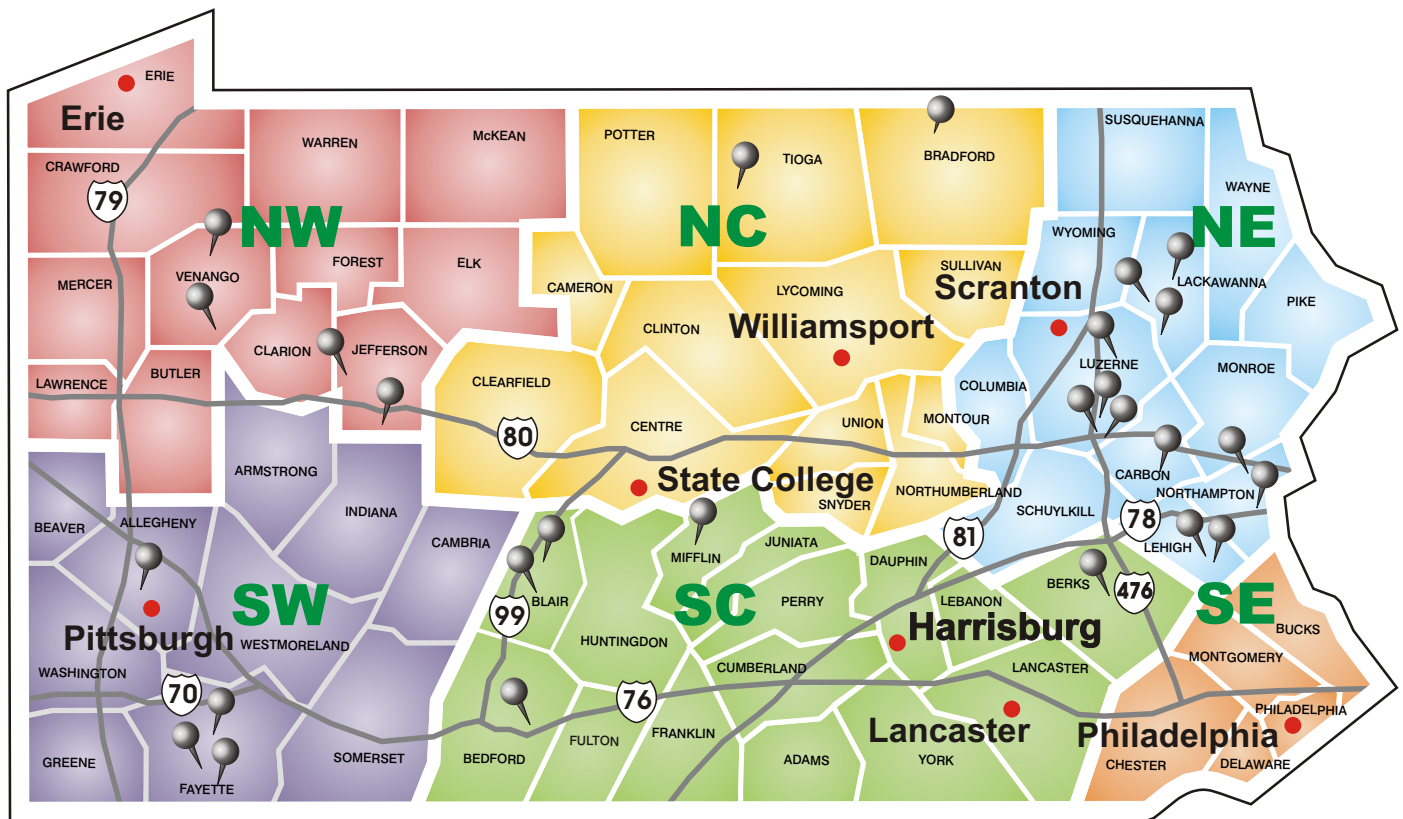 ERIE
Erie
CRAWFORD
79
WARREN
McKEAN
NW
VENANGO
FOREST
ELK
MERCER
CLARION
JEFFERSON
LAWRENCE
BUTLER
POTTER
TIOGA
BRADFORD
NC
CAMERON
SULLIVAN
LYCOMING
CLINTON
Williamsport
CLEARFIELD
CENTRE
UNION
MONTOUR
80
State College
SNYDER
NORTHUMBERLAND
SUSQUEHANNA
WAYNE
WYOMING
NE
LACKAWANNA
Scranton
PIKE
LUZERNE
COLUMBIA
MONROE
CARBON
NORTHAMPTON
SCHUYLKILL
78
LEHIGH
81
ARMSTRONG
INDIANA
BEAVER
ALLEGHENY
CAMBRIA
SW
Pittsburgh
WESTMORELAND
WASHINGTON
70
GREENE
FAYETTE
SOMERSET
MIFFLIN
JUNIATA
DAUPHIN
BLAIR
99
SC
PERRY
LEBANON
BERKS
476
HUNTINGDON
Harrisburg
CUMBERLAND
LANCASTER
76
BEDFORD
FULTON
FRANKLIN
ADAMS
YORK
Lancaster
SE
BUCKS
MONTGOMERY
PHILADELPHIA
Philadelphia
CHESTER
DELAWARE